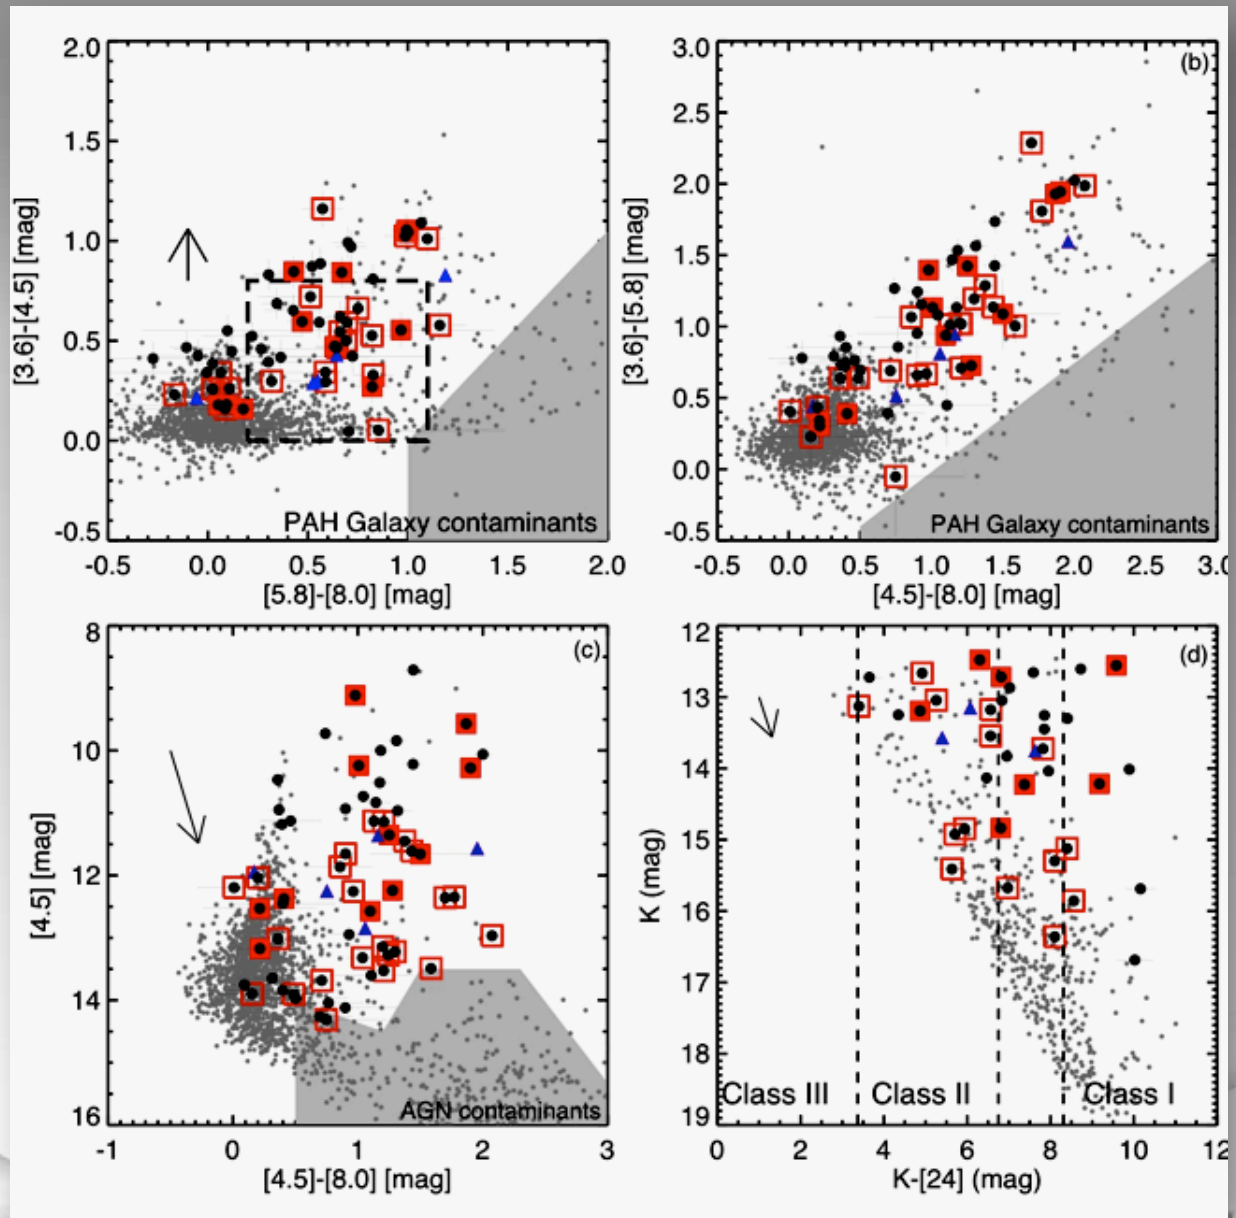 2.0
1.5
1.0
0.5
0.0
-0.5
[3.6]-[4.5] [mag]
PAH Galaxy contaminants
-0.5 0.0 0.5 1.0 1.5 2.0
[5.8]-[8.0] [mag]
(b)
3.0
2.5
2.0
1.5
1.0
0.5
0.0
-0.5
[3.6]-[5.8] [mag]
PAH Galaxy contaminants
-0.5 0.0 0.5 1.0 1.5 2.0 2.5 3.0
[4.5]-[8.0] [mag]
(c)
8
10
12
14
16
[4.5] [mag]
AGN contaminants
-1 0 1 2 3
[4.5]-[8.0] [mag]
(d)
12
13
14
15
16
17
18
19
K (mag)
Class III Class II Class I
0 2 4 6 8 10 12
K-[24] (mag)